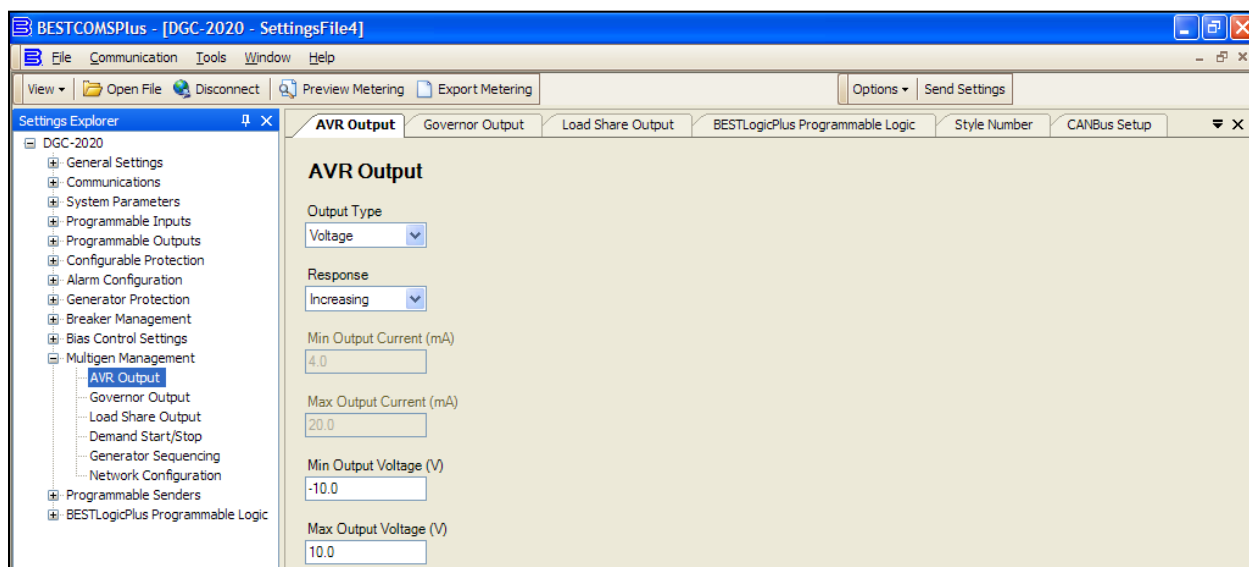 BESTCOMSPlus - [DGC-2020 - SettingsFile4]
File Communication Tools Window Help
View Open File Disconnect Preview Metering Export Metering Options Send Settings
Settings Explorer
DGC-2020
General Settings
Communications
System Parameters
Programmable Inputs
Programmable Outputs
Configurable Protection
Alarm Configuration
Generator Protection
Breaker Management
Bias Control Settings
Multigen Management
AVR Output
Governor Output
Load Share Output
Demand Start/Stop
Generator Sequencing
Network Configuration
Programmable Senders
BESTLogicPlus Programmable Logic
AVR Output Governor Output Load Share Output BESTLogicPlus Programmable Logic Style Number CANBus Setup
AVR Output
Output Type
Voltage
Response
Increasing
Min Output Current (mA)
4.0
Max Output Current (mA)
20.0
Min Output Voltage (V)
-10.0
Max Output Voltage (V)
10.0